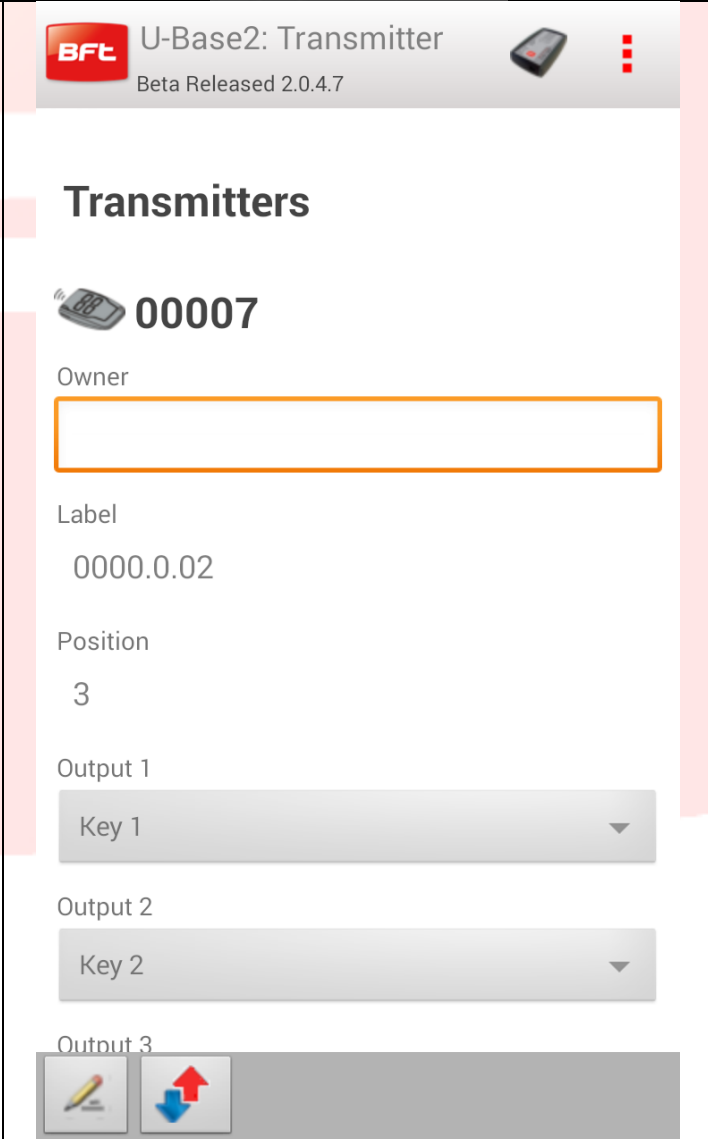 BFt
U-Base2: Transmitter
Beta Released 2.0.4.7
Transmitters
88
00007
Owner
Label
0000.0.02
Position
3
Output 1
Key 1
Output 2
Key 2
Output 3